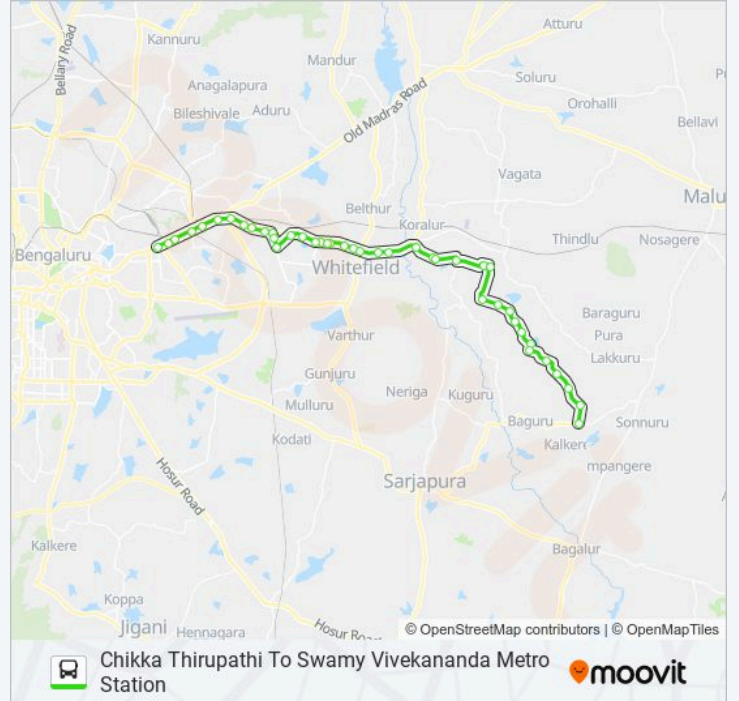 Atturu
Kannuru
Bellary Road
Mandur
Soluru
Anagalapura
Bileshivale
Aduru
Orohalli
Old Madras Road
Bellavi
Vagata
Malu
Belthur
Koralur
Thindlu
Nosagere
Bengaluru
Whitefield
Baraguru
Pura
Varthur
Lakkuru
Gunjuru
Neriga
Kuguru
Mulluru
Baguru
Sonnuru
Kodati
Kalkere
mpangere
Hosur Road
Sarjapura
Bagalur
Kalkere
Koppa
Jigani
Hennagara
Hosur Road
© OpenStreetMap contributors | © OpenMapTiles
Chikka Thirupathi To Swamy Vivekananda Metro
Station
moovit